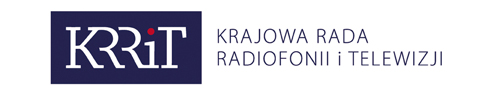 KRRiT
KRAJOWA RADA
RADIOFONII i TELEWIZJI